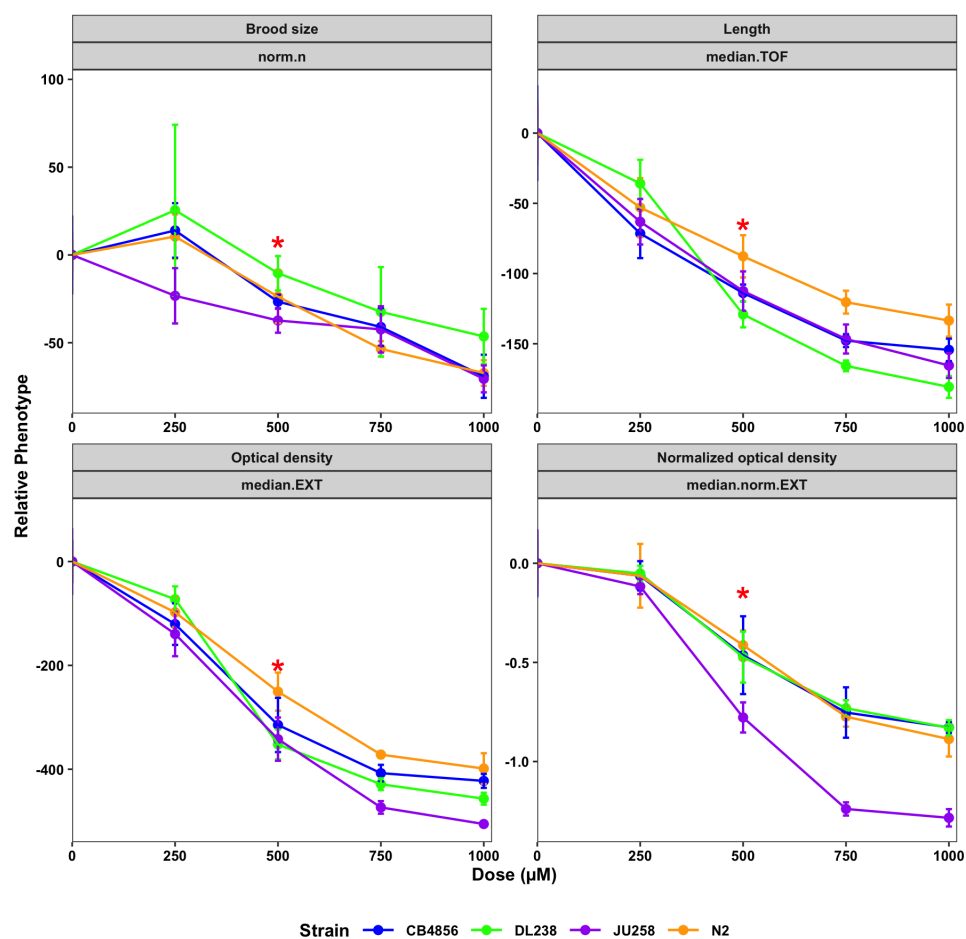 Brood size
norm.n
100
50
0
-50
0 250 500 750 1000
*
Length
median.TOF
0
-50
-100
-150
0 250 500 750 1000
*
Relative Phenotype
Optical density
median.EXT
0
-200
-400
0 250 500 750 1000
*
Normalized optical density
median.norm.EXT
0.0
-0.5
-1.0
0 250 500 750 1000
*
Dose (μM)
Strain CB4856 DL238 JU258 N2